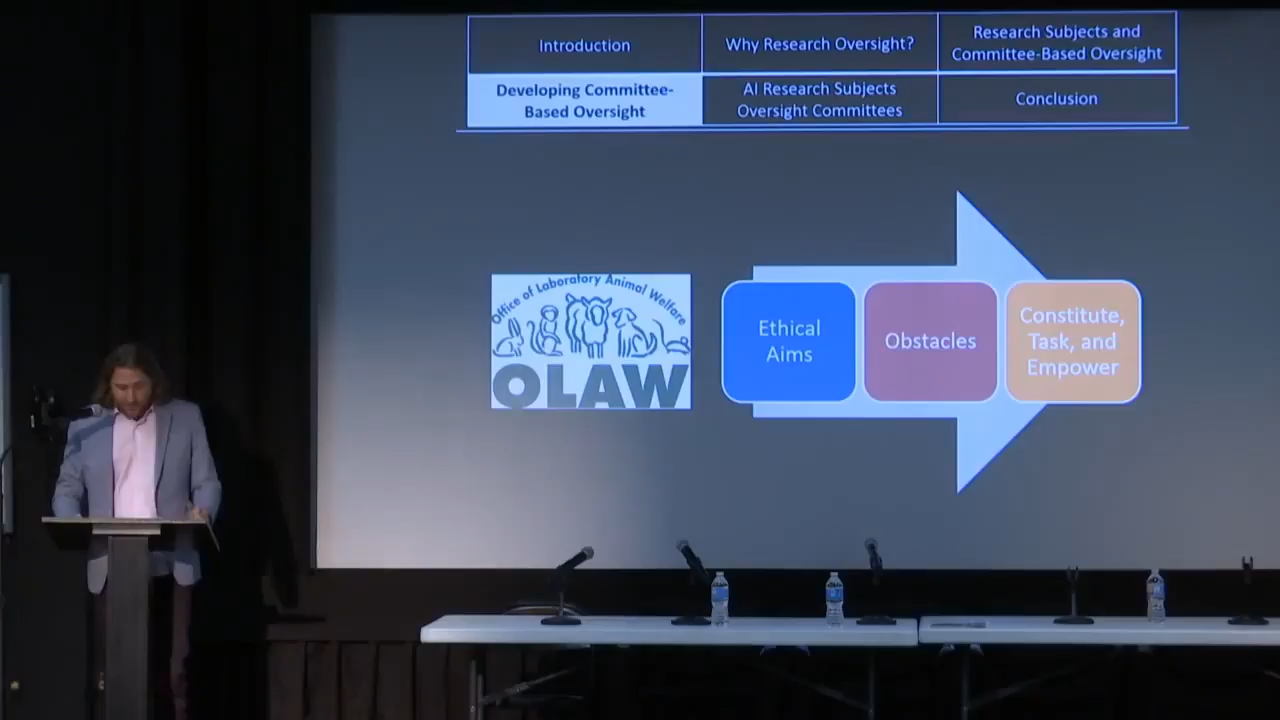 Introduction
Why Research Oversight?
Research Subjects and
Committee-Based Oversight
Developing Committee-
Based Oversight
AI Research Subjects
Oversight Committees
Conclusion
Office of Laboratory Animal Welfare
OLAW
Ethical
Aims
Obstacles
Constitute,
Task, and
Empower